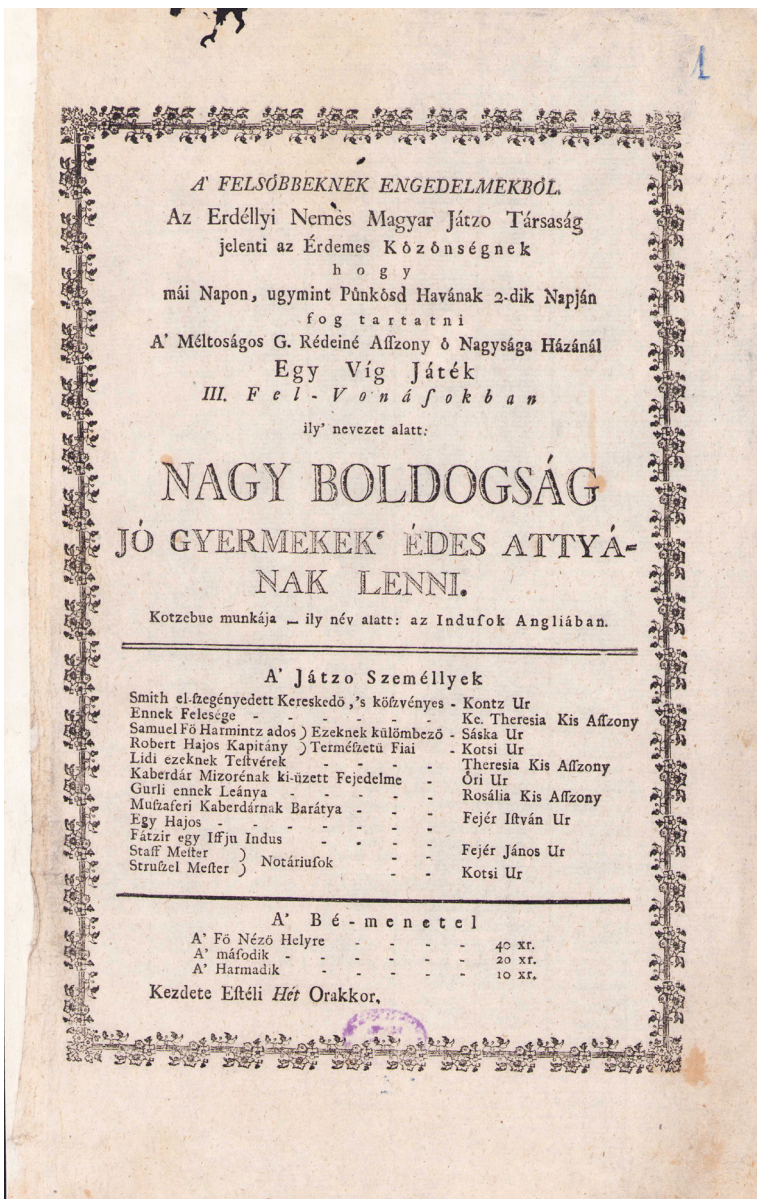 1
A' FELSŐBBEKNEK ENGEDELMEKBŐL.
Az Erdéllyi Nemes Magyar Játzo Társaság
jelenti az Érdemes Kőzőnségnek
hogy
mái Napon, ugymint Půnkősd Havának 2-dik Napján
fog tartatni
A' Méltoságos G. Rédeiné Aſſzony ő Nagysága Házánál
Egy Víg Játék
III. Fel-Vonáſokban
ily' nevezet alatt:
NAGY BOLDOGSÁG
JÓ GYERMEKEK' ÉDES ATTYÁ-
NAK LENNI.
Kotzebue munkája — ily név alatt: az Induſok Angliában.
A' Játzo Személlyek
Smith el-ſzegényedett Kereskedő, 's kőſzvényes - Kontz Ur
Ennek Felesége - - - - - - Ke. Theresia Kis Aſſzony
Samuel Fő Harmintz ados ) Ezeknek külömbező - Sáska Ur
Robert Hajos Kapitány ) Terméſzetü Fiai - Kotsi Ur
Lidi ezeknek Teſtvérek - - - - Theresia Kis Aſſzony
Kaberdár Mizorénak ki-üzett Fejedelme - Őri Ur
Gurli ennek Leánya - - - - - Rosália Kis Aſſzony
Muſzaferi Kaberdárnak Barátya - - -
Egy Hajos - - - - - - - Fejér Iſtván Ur
Fátzir egy Iffju Indus - - - -
Staff Meſter ) Notáriuſok - - Fejér János Ur
Struſzel Meſter ) - - Kotsi Ur
A' Bé-menetel
A' Fő Néző Helyre - - - - 40 xr.
A' máſodik - - - - - - 20 xr.
A' Harmadik - - - - - 10 xr.
Kezdete Eſtéli Hét Orakkor.